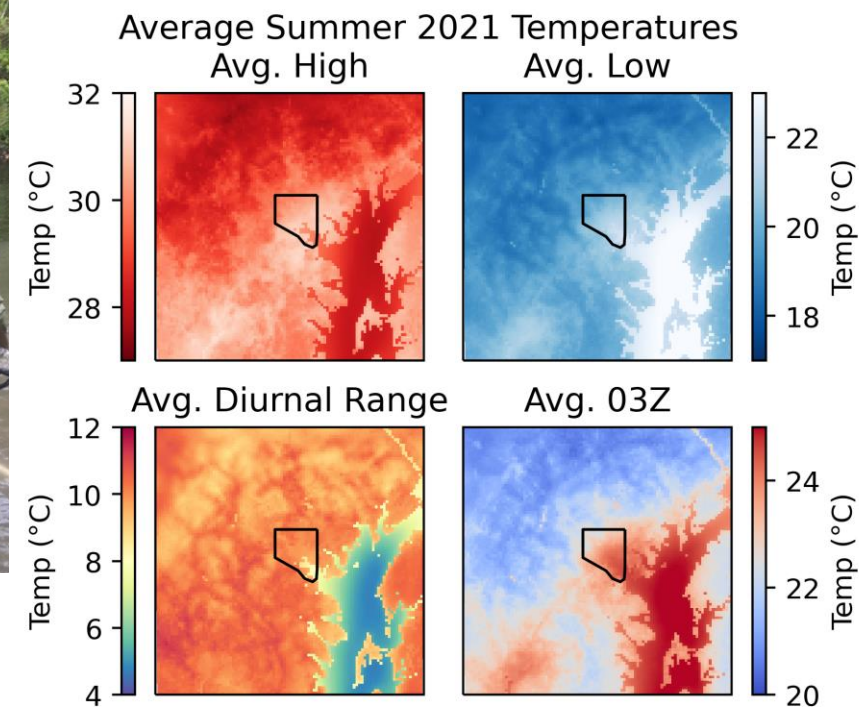 Average Summer 2021 Temperatures
Avg. High
Avg. Low
32
30
28
Temp (°C)
22
20
18
Temp (°C)
Avg. Diurnal Range
Avg. 03Z
12
10
8
6
4
Temp (°C)
24
22
20
Temp (°C)